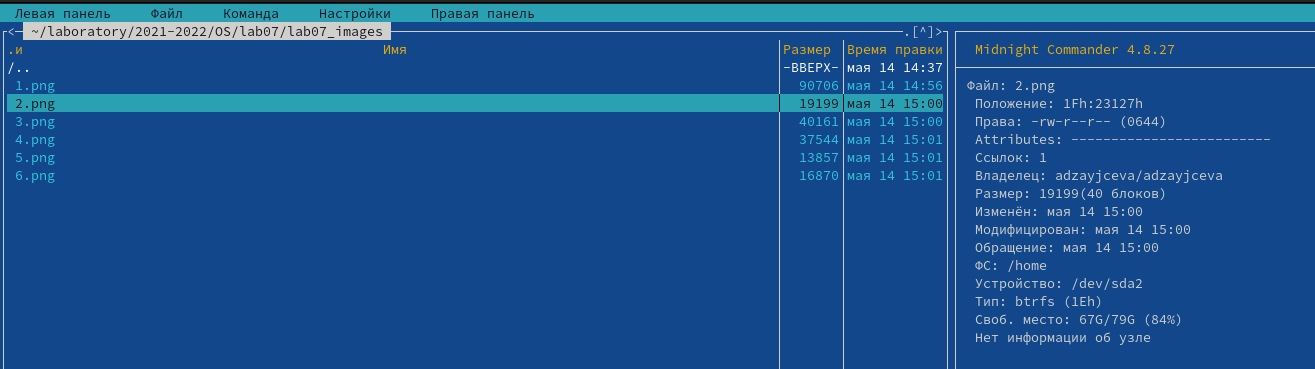 Левая панель Файл Команда Настройки Правая панель
<─ ~/laboratory/2021-2022/OS/lab07/lab07_images .[^]>
.и Имя Размер Время правки
/.. -ВВЕРХ- мая 14 14:37
1.png 90706 мая 14 14:56
2.png 19199 мая 14 15:00
3.png 40161 мая 14 15:00
4.png 37544 мая 14 15:01
5.png 13857 мая 14 15:01
6.png 16870 мая 14 15:01
Midnight Commander 4.8.27
Файл: 2.png
Положение: 1Fh:23127h
Права: -rw-r--r-- (0644)
Attributes: -------------------------
Ссылок: 1
Владелец: adzayjceva/adzayjceva
Размер: 19199(40 блоков)
Изменён: мая 14 15:00
Модифицирован: мая 14 15:00
Обращение: мая 14 15:00
ФС: /home
Устройство: /dev/sda2
Тип: btrfs (1Eh)
Своб. место: 67G/79G (84%)
Нет информации об узле